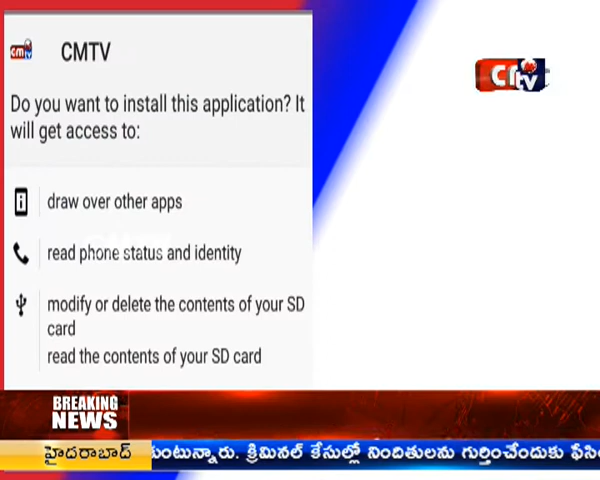 CMTV
Do you want to install this application? It
will get access to:
draw over other apps
read phone status and identity
modify or delete the contents of your SD
card
read the contents of your SD card
BREAKING
NEWS
హైదరాబాద్ కుంటున్నారు. క్రిమినల్ కేసుల్లో నిందితులను గుర్తించేందుకు